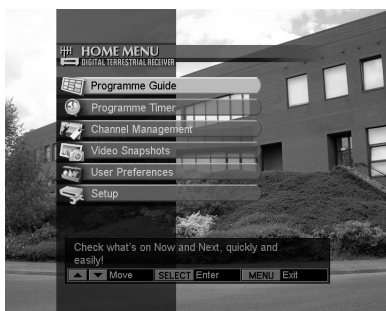 HOME MENU
DIGITAL TERRESTRIAL RECEIVER
Programme Guide
Programme Timer
Channel Management
Video Snapshots
User Preferences
Setup
Check what's on Now and Next, quickly and
easily!
Move SELECT Enter MENU Exit